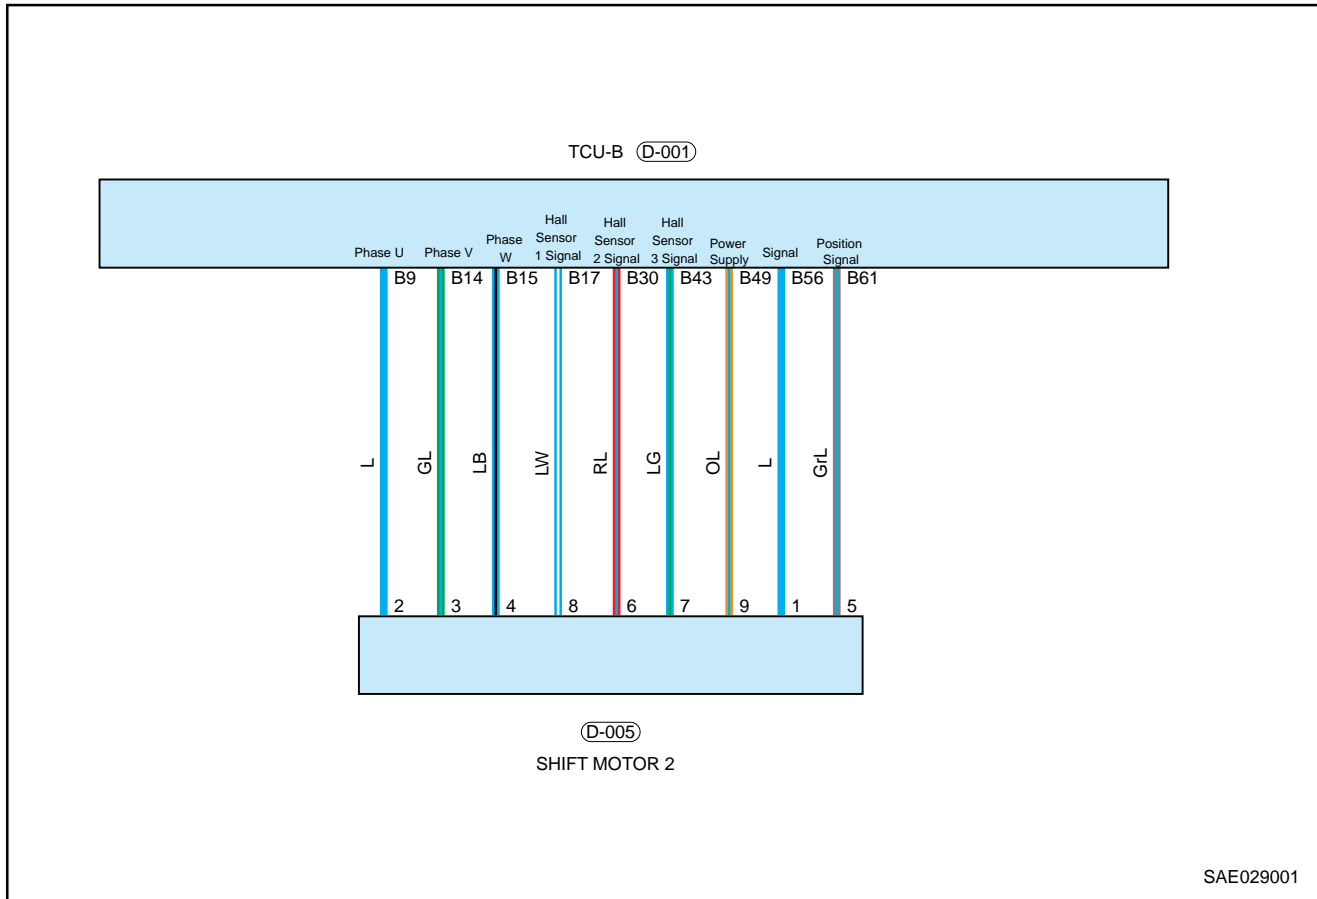 TCU-B D-001
Phase U
Phase V
Phase
W
Hall
Sensor
1 Signal
Hall
Sensor
2 Signal
Hall
Sensor
3 Signal
Power
Supply
Signal
Position
Signal
B9 B14 B15 B17 B30 B43 B49 B56 B61
L GL LB LW RL LG OL L GrL
2 3 4 8 6 7 9 1 5
D-005
SHIFT MOTOR 2
SAE029001